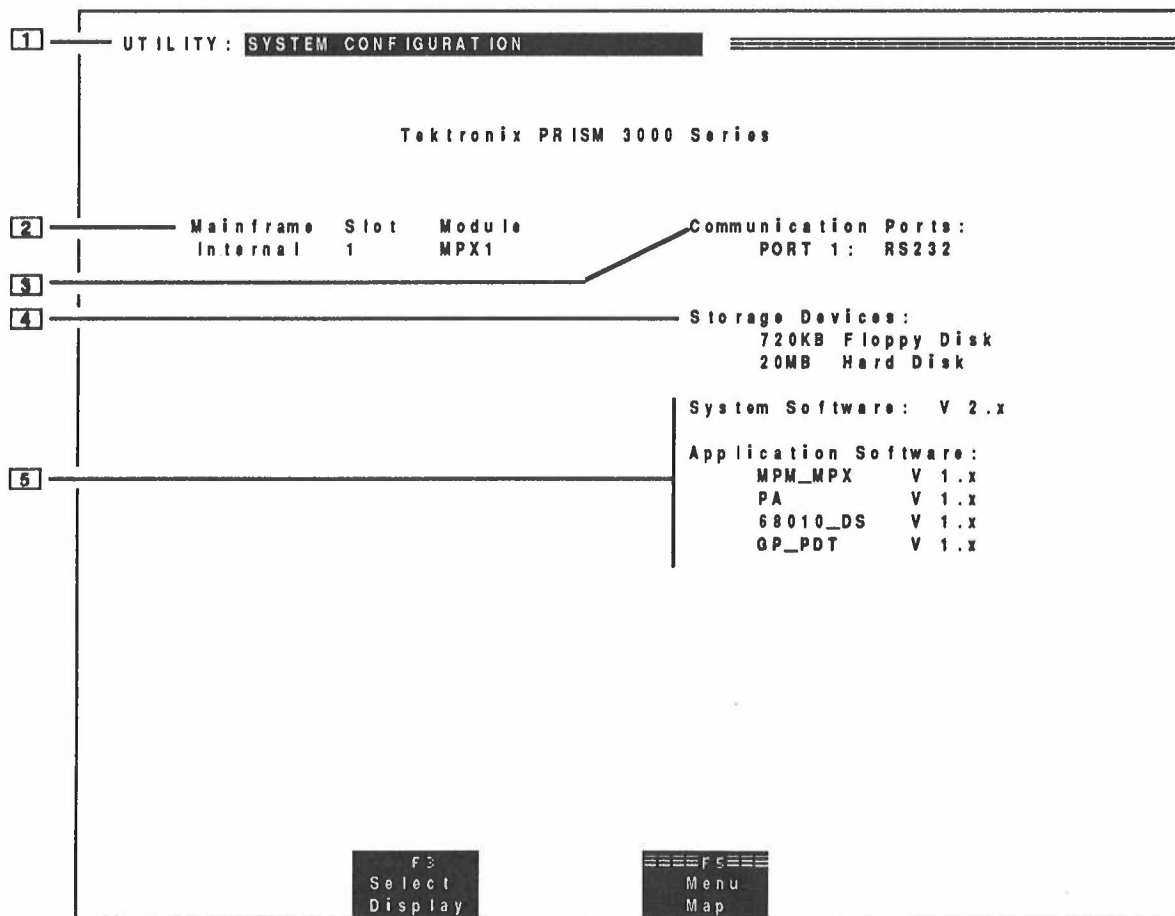 1 UTILITY: SYSTEM CONFIGURATION
Tektronix PRISM 3000 Series
2 Mainframe Slot Module
Internal 1 MPX1
3 Communication Ports:
PORT 1: RS232
4 Storage Devices:
720KB Floppy Disk
20MB Hard Disk
5 System Software: V 2.x
Application Software:
MPM_MPX V 1.x
PA V 1.x
68010_DS V 1.x
GP_PDT V 1.x
F3
Select
Display
F5
Menu
Map